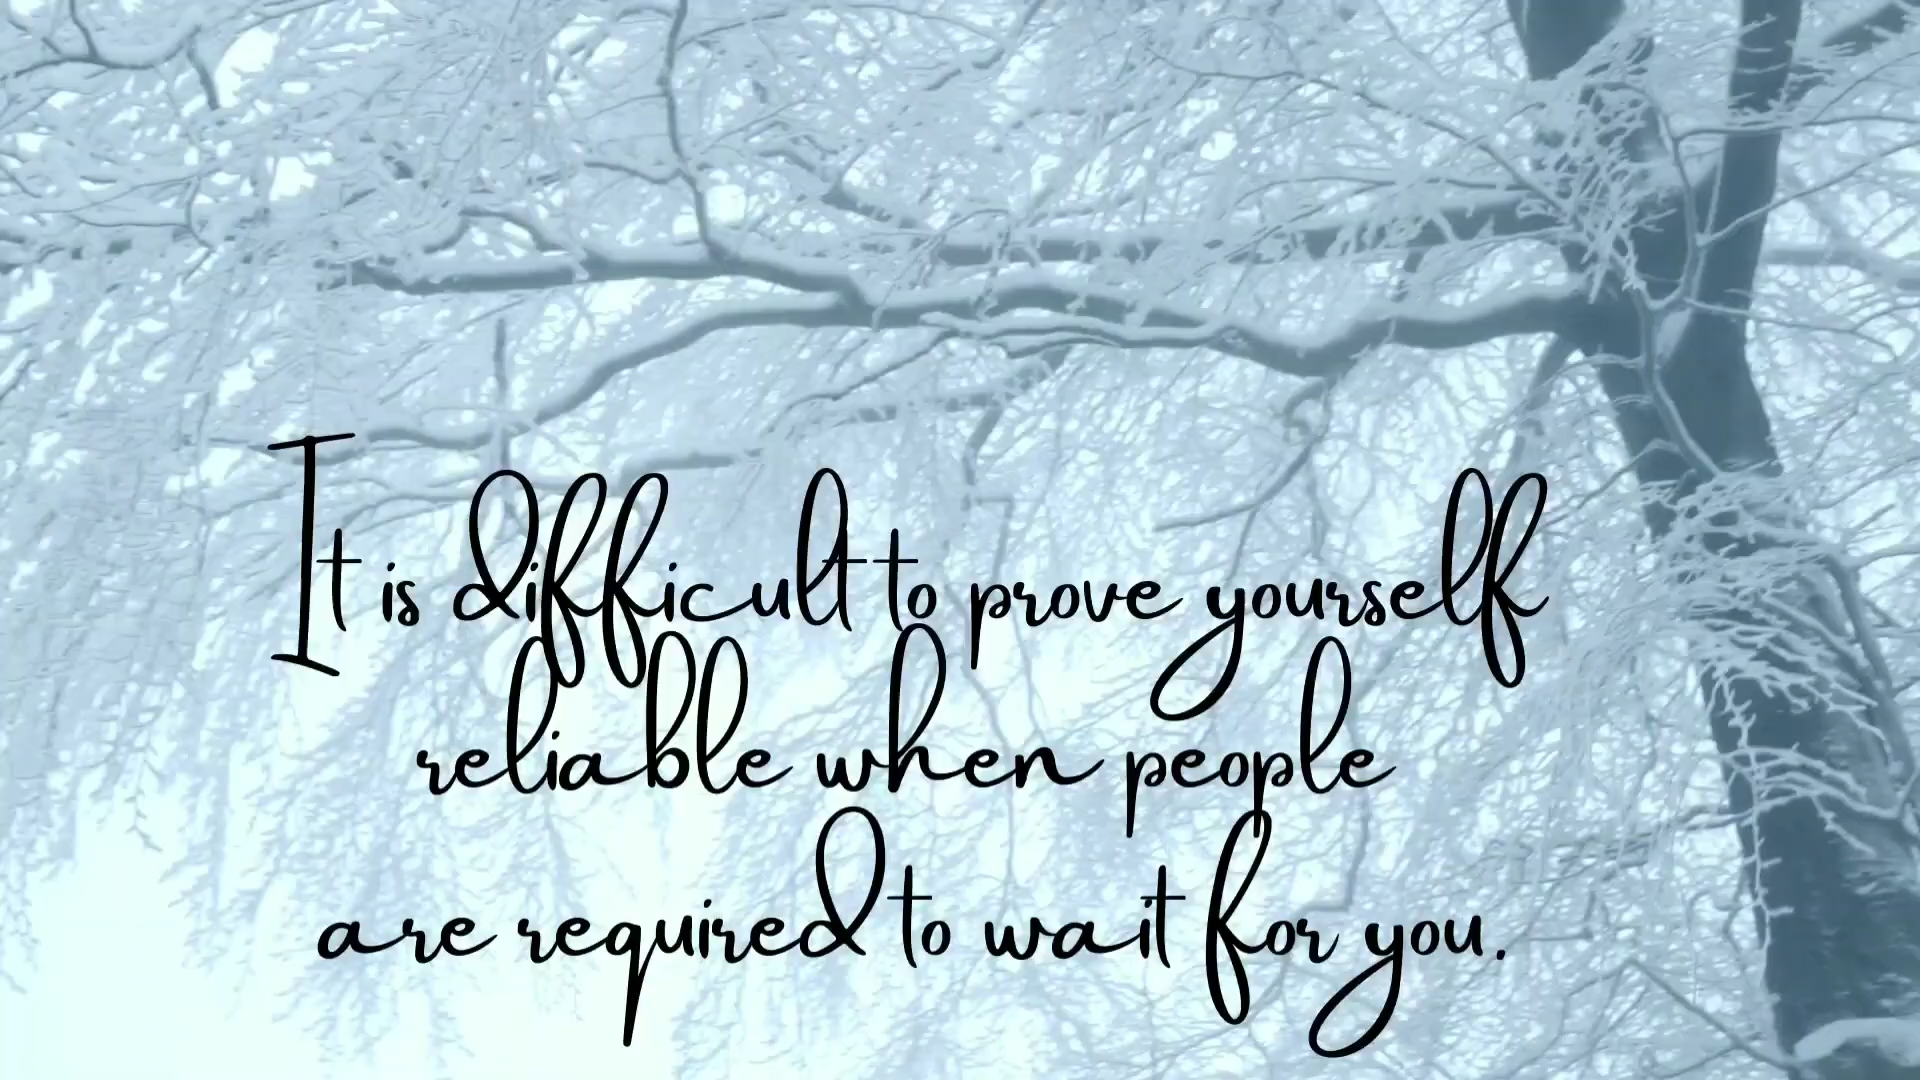 It is difficult to prove yourself
reliable when people
are required to wait for you.